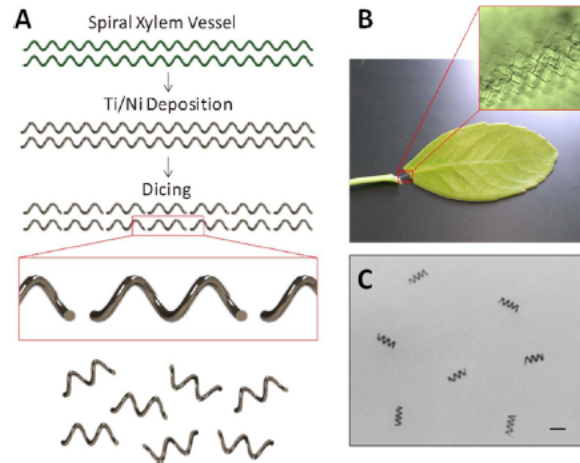 A
Spiral Xylem Vessel
Ti/Ni Deposition
Dicing
B
C